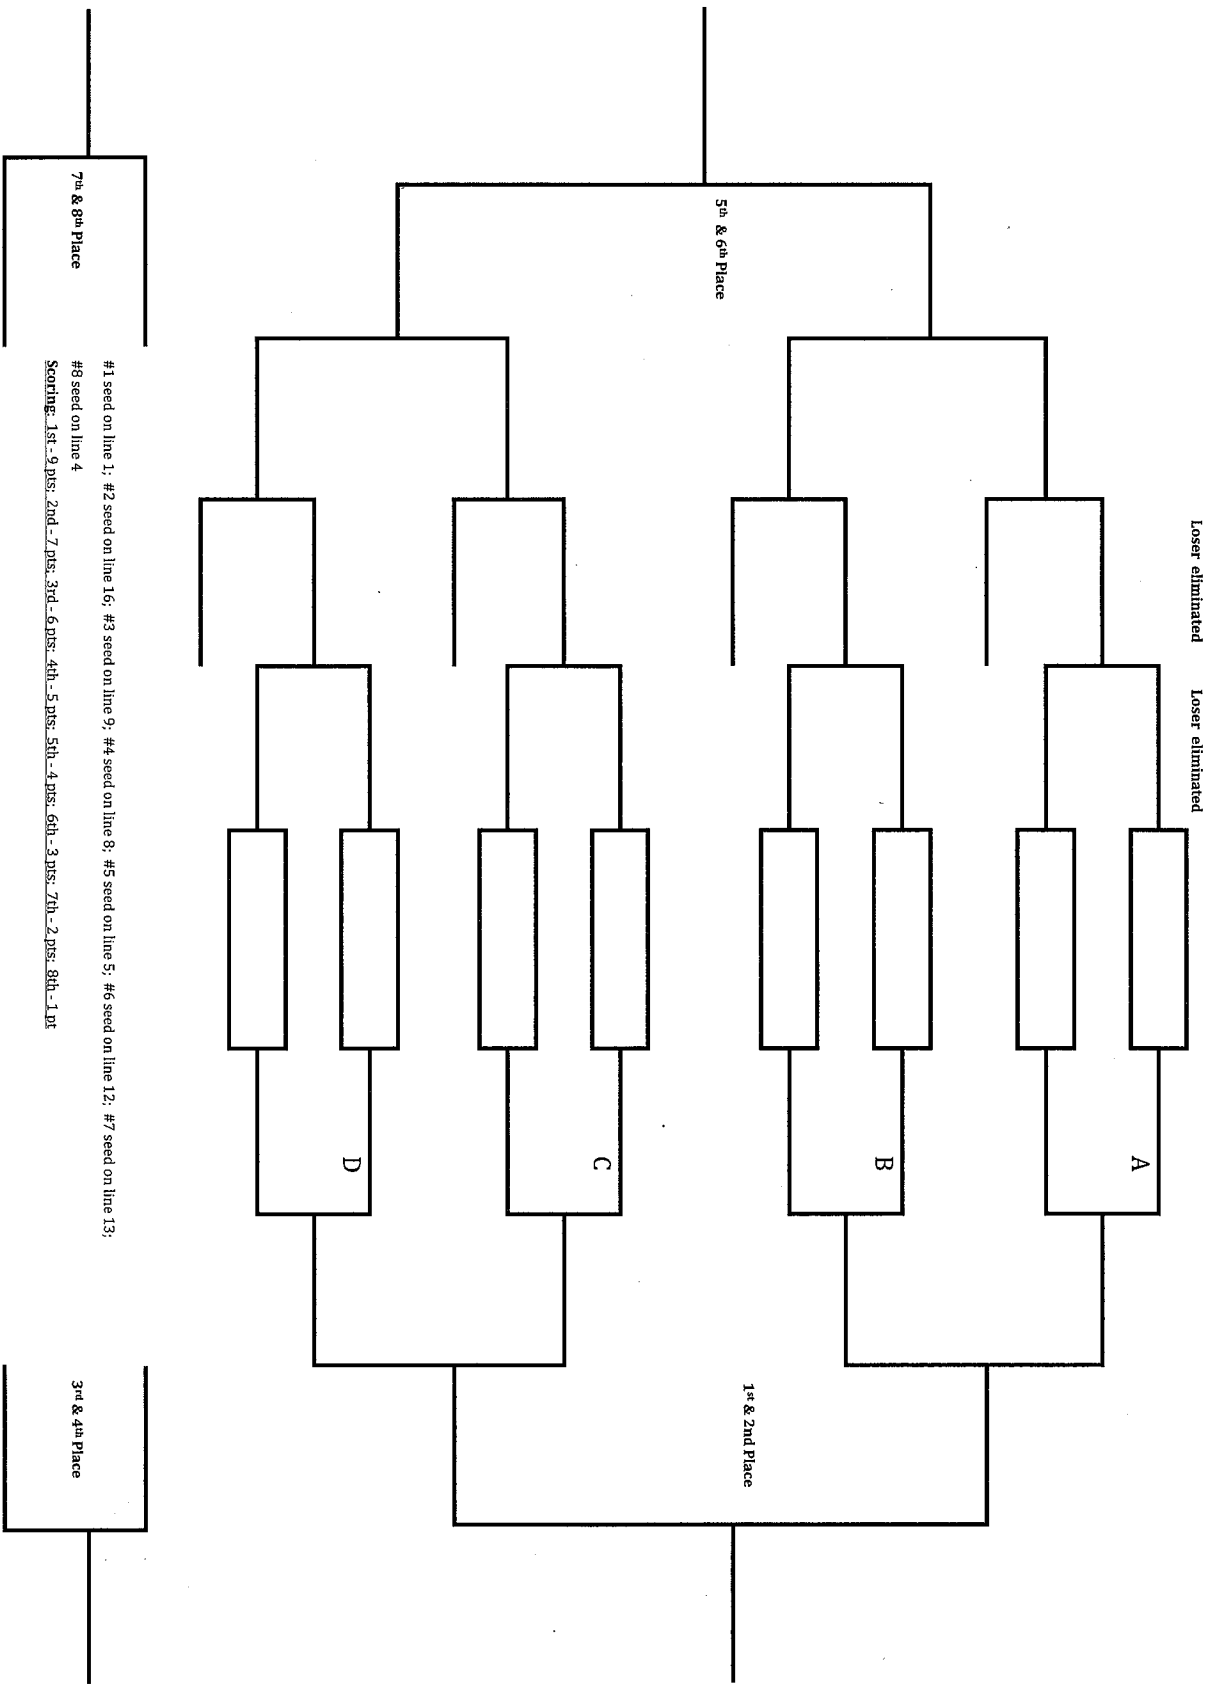 Loser eliminated
Loser eliminated
A
B
5th & 6th Place
1st & 2nd Place
C
D
#1 seed on line 1; #2 seed on line 16; #3 seed on line 9; #4 seed on line 8; #5 seed on line 5; #6 seed on line 12; #7 seed on line 13;
#8 seed on line 4
Scoring: 1st - 9 pts; 2nd - 7 pts; 3rd - 6 pts; 4th - 5 pts; 5th - 4 pts; 6th - 3 pts; 7th - 2 pts; 8th - 1 pt
7th & 8th Place
3rd & 4th Place